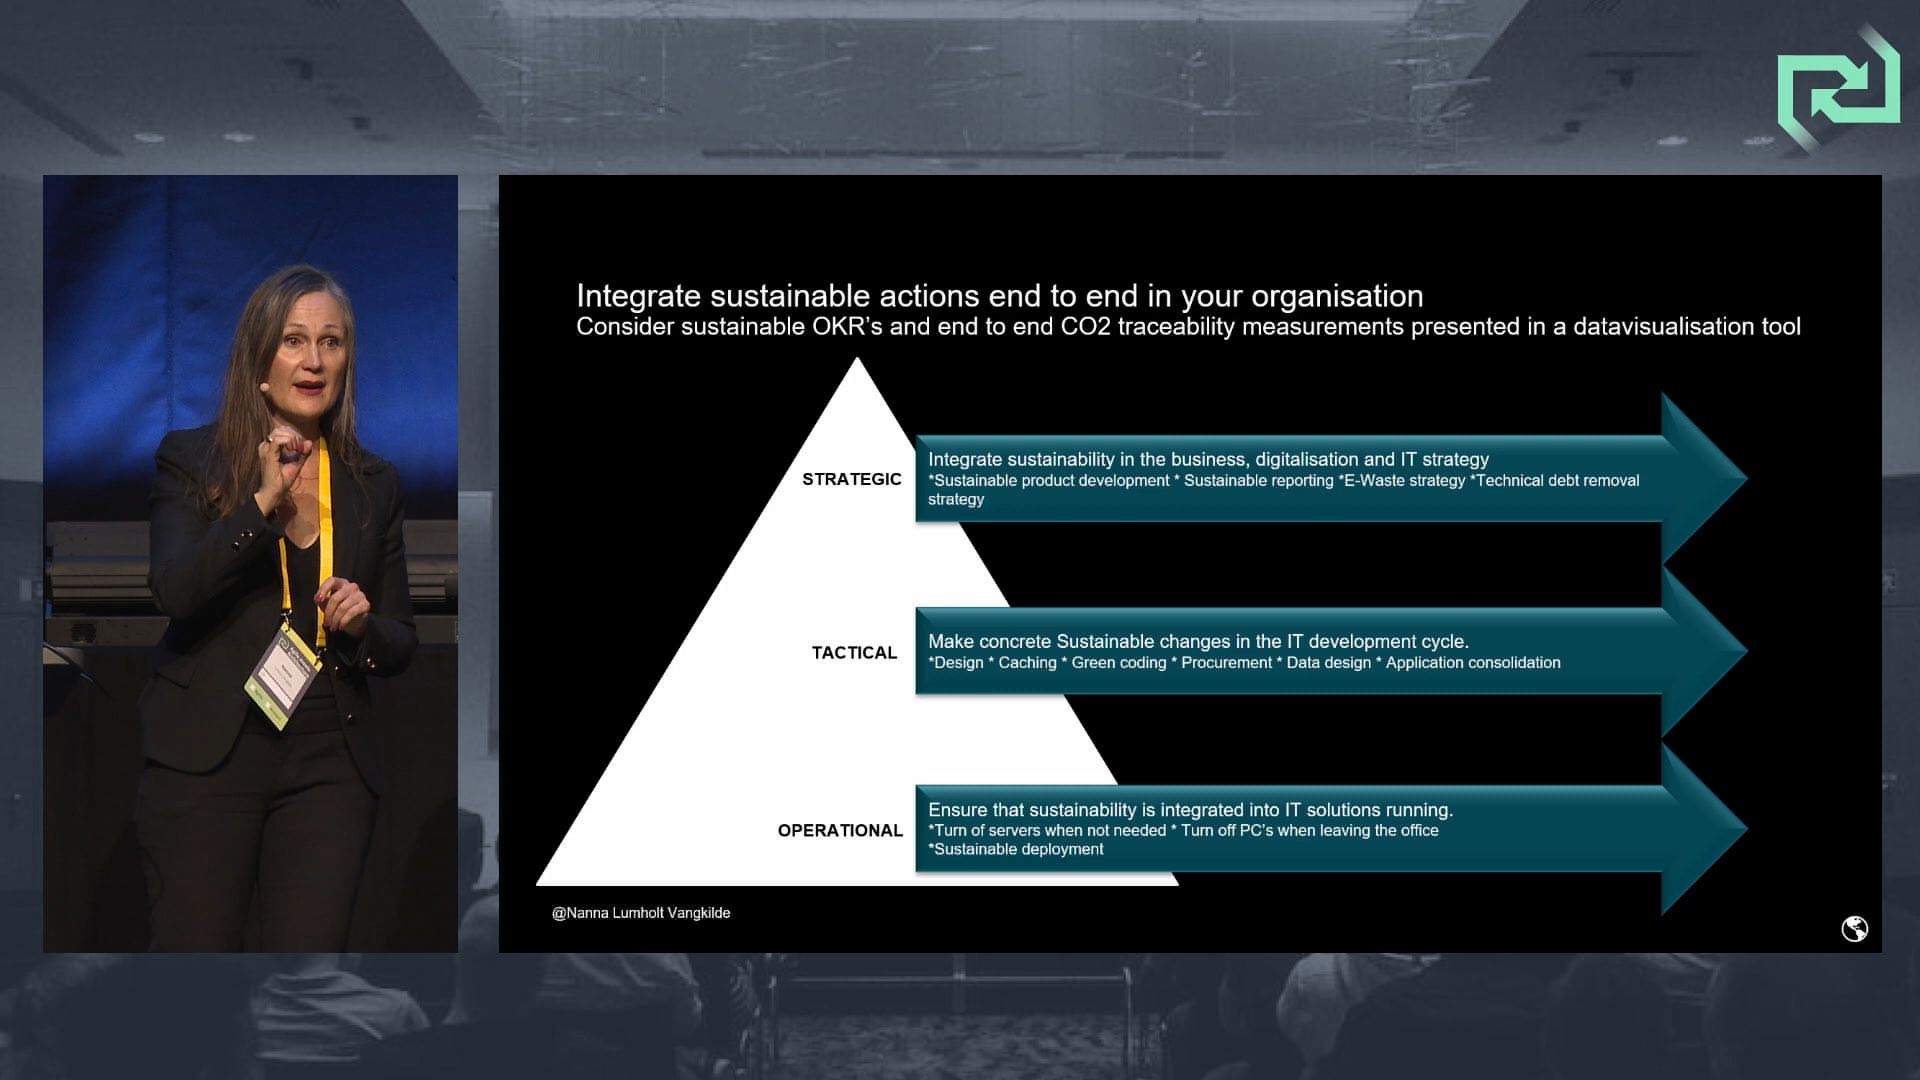 Integrate sustainable actions end to end in your organisation
Consider sustainable OKR's and end to end CO2 traceability measurements presented in a datavisualisation tool
STRATEGIC
Integrate sustainability in the business, digitalisation and IT strategy
*Sustainable product development * Sustainable reporting *E-Waste strategy *Technical debt removal
strategy
TACTICAL
Make concrete Sustainable changes in the IT development cycle.
*Design * Caching * Green coding * Procurement * Data design * Application consolidation
OPERATIONAL
Ensure that sustainability is integrated into IT solutions running.
*Turn of servers when not needed * Turn off PC's when leaving the office
*Sustainable deployment
@Nanna Lumholt Vangkilde